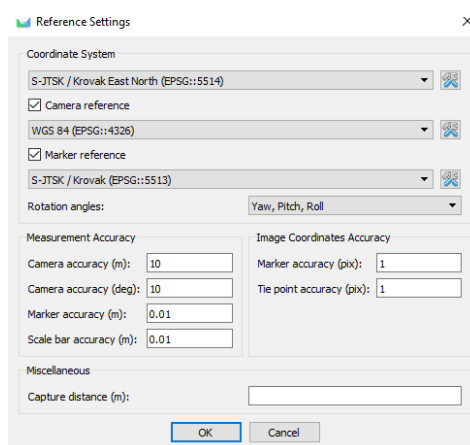 Reference Settings
Coordinate System
S-JTSK / Krovak East North (EPSG::5514)
Camera reference
WGS 84 (EPSG::4326)
Marker reference
S-JTSK / Krovak (EPSG::5513)
Rotation angles: Yaw, Pitch, Roll
Measurement Accuracy
Camera accuracy (m): 10
Camera accuracy (deg): 10
Marker accuracy (m): 0.01
Scale bar accuracy (m): 0.01
Image Coordinates Accuracy
Marker accuracy (pix): 1
Tie point accuracy (pix): 1
Miscellaneous
Capture distance (m):
OK Cancel